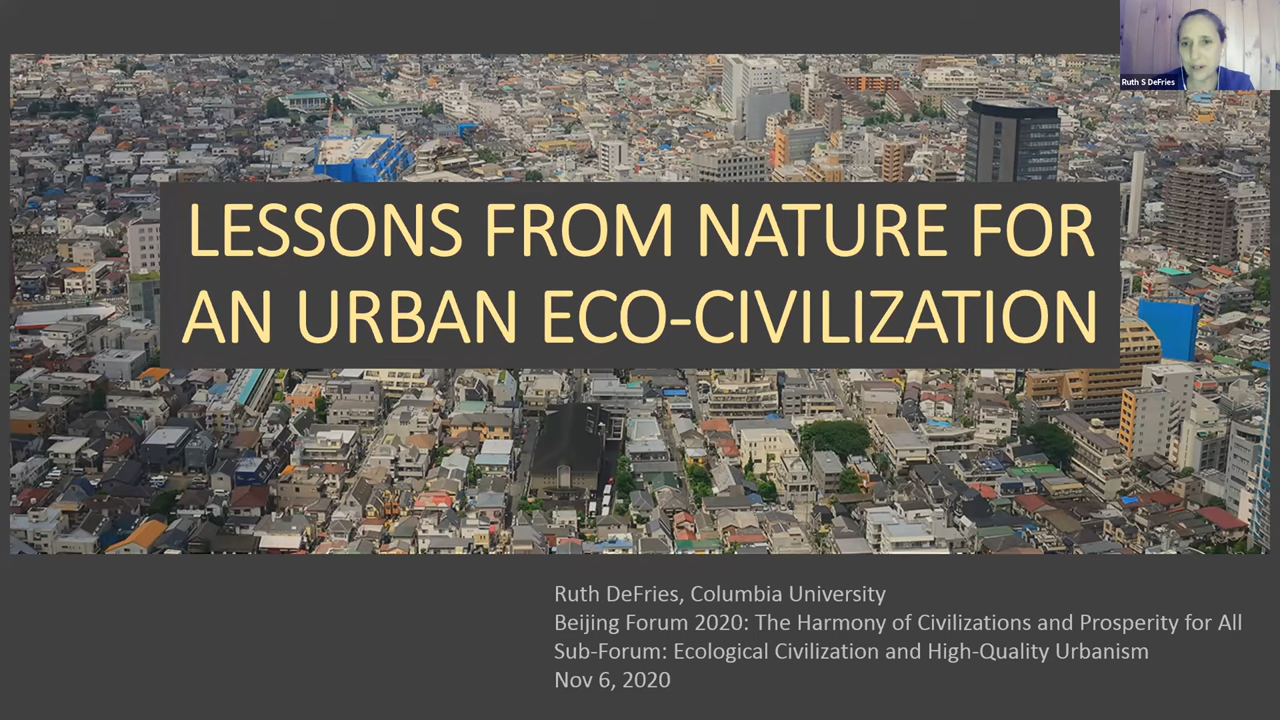 Ruth S DeFries
LESSONS FROM NATURE FOR
AN URBAN ECO-CIVILIZATION
Ruth DeFries, Columbia University
Beijing Forum 2020: The Harmony of Civilizations and Prosperity for All
Sub-Forum: Ecological Civilization and High-Quality Urbanism
Nov 6, 2020